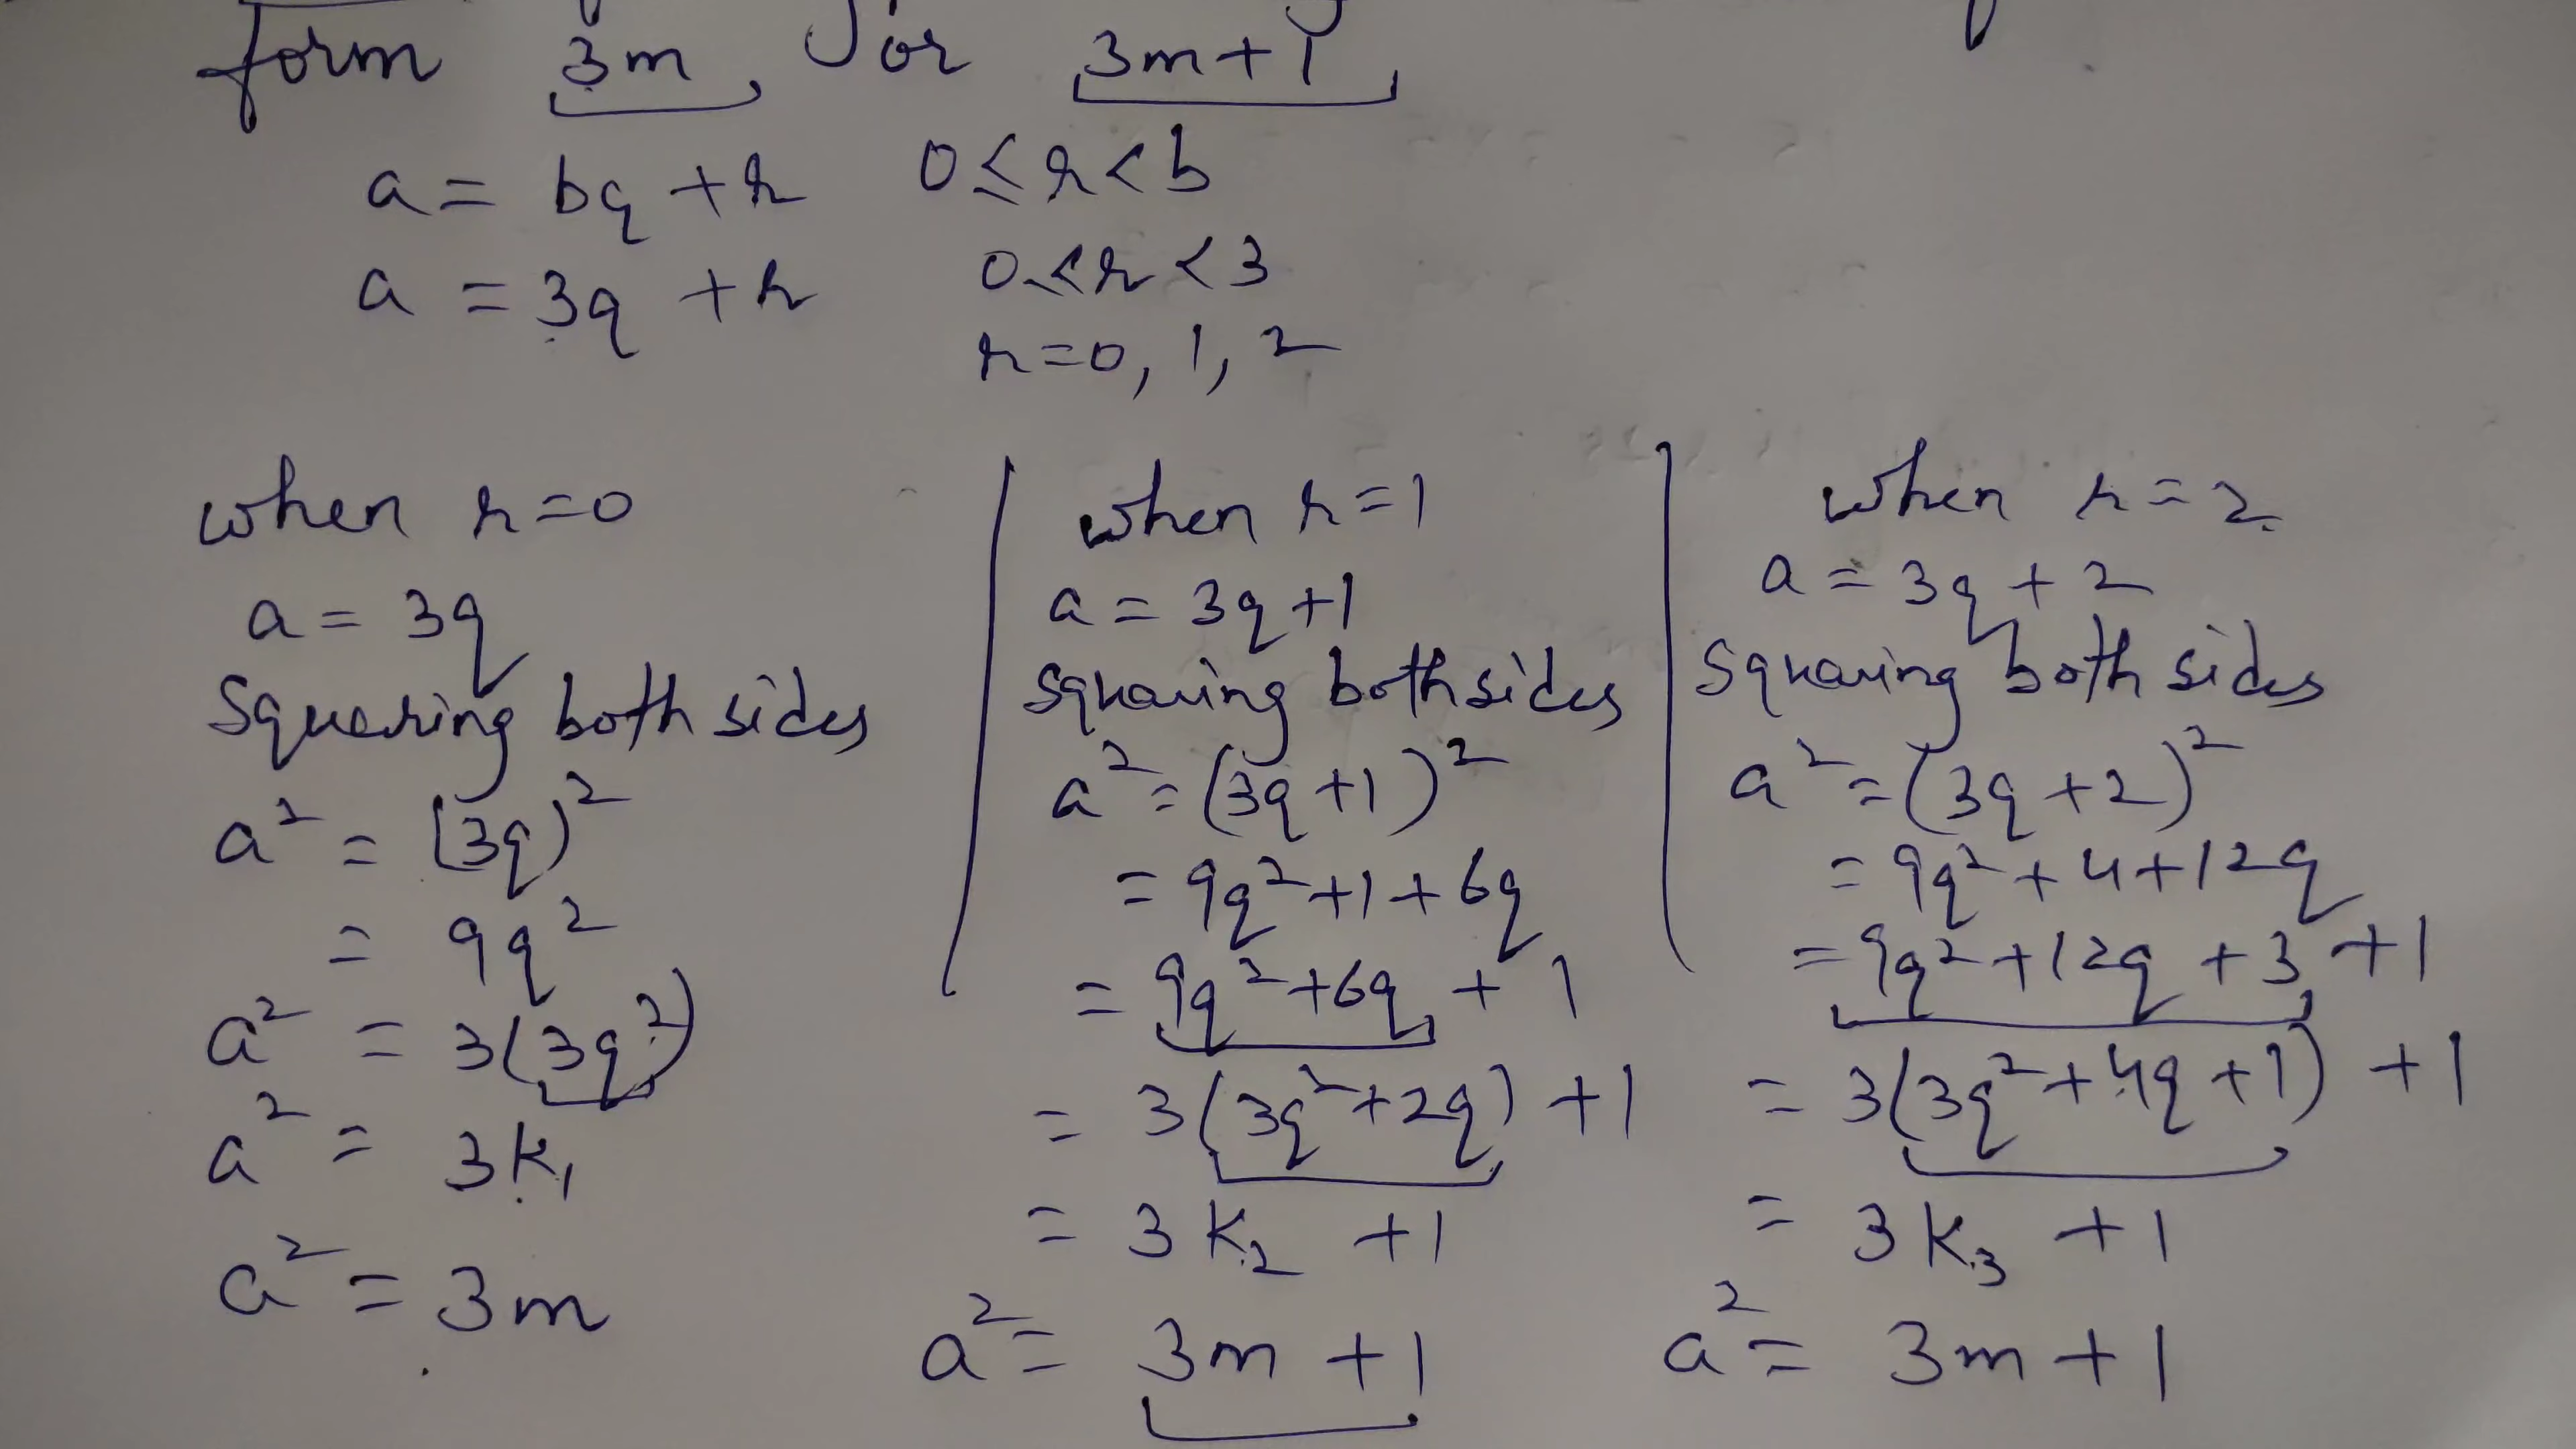 form 3m or 3m+1
a = bq + r 0 ≤ r < b
a = 3q + r 0 ≤ r < 3
r = 0, 1, 2
when r = 0
a = 3q
Squaring both sides
a² = (3q)²
= 9q²
a² = 3(3q²)
a² = 3k₁
a² = 3m
when r = 1
a = 3q + 1
Squaring both sides
a² = (3q + 1)²
= 9q² + 1 + 6q
= 9q² + 6q + 1
= 3(3q² + 2q) + 1
= 3k₂ + 1
a² = 3m + 1
when r = 2
a = 3q + 2
Squaring both sides
a² = (3q + 2)²
= 9q² + 4 + 12q
= 9q² + 12q + 3 + 1
= 3(3q² + 4q + 1) + 1
= 3k₃ + 1
a² = 3m + 1